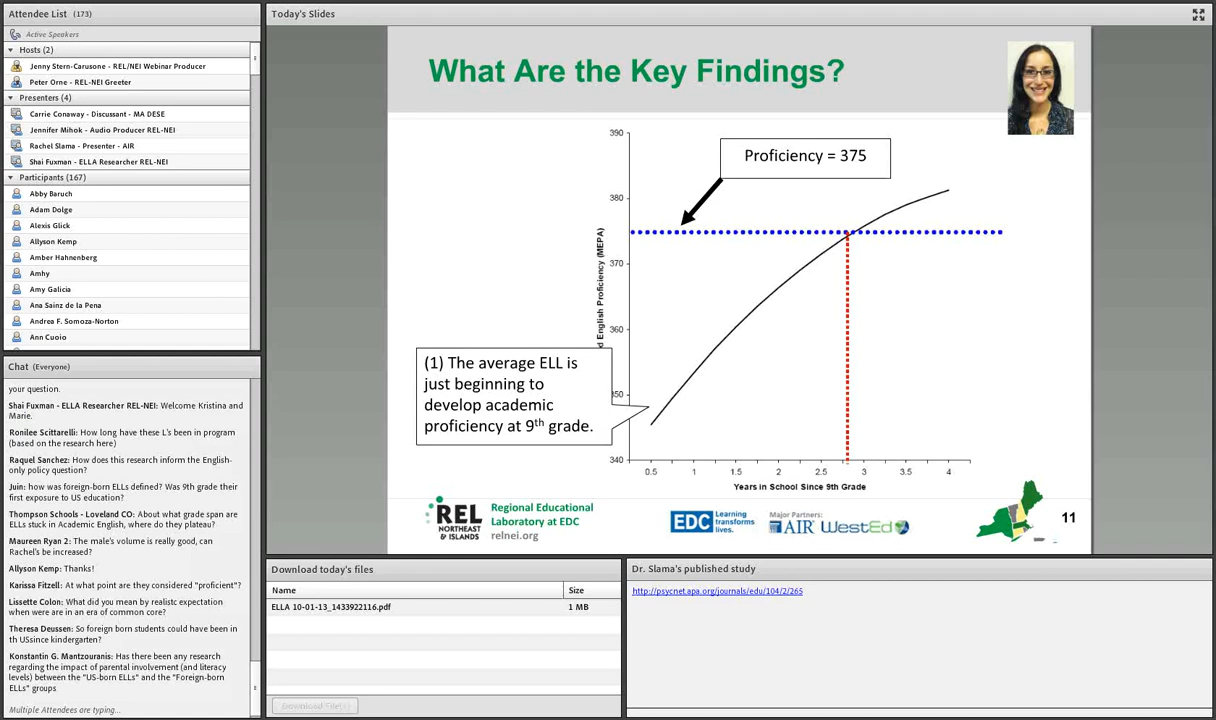 Attendee List (173)
Active Speakers
Hosts (2)
Jenny Stern-Carusone - REL/NEI Webinar Producer
Peter Orne - REL-NEI Greeter
Presenters (4)
Carrie Conaway - Discussant - MA DESE
Jennifer Mihok - Audio Producer REL-NEI
Rachel Slama - Presenter - AIR
Shai Fuxman - ELLA Researcher REL-NEI
Participants (167)
Abby Baruch
Adam Dolge
Alexis Glick
Allyson Kemp
Amber Hahnenberg
Amhy
Amy Galicia
Ana Sainz de la Pena
Andrea F. Somoza-Norton
Ann Cuoio
Chat (Everyone)
your question.
Shai Fuxman - ELLA Researcher REL-NEI: Welcome Kristina and
Marie.
Ronilee Scittarelli: How long have these L's been in program
(based on the research here)
Raquel Sanchez: How does this research inform the English-
only policy question?
Juin: how was foreign-born ELLs defined? Was 9th grade their
first exposure to US education?
Thompson Schools - Loveland CO: About what grade span are
ELLs stuck in Academic English, where do they plateau?
Maureen Ryan 2: The male's volume is really good, can
Rachel's be increased?
Allyson Kemp: Thanks!
Karissa Fitzell: At what point are they considered "proficient"?
Lissette Colon: What did you mean by realistc expectation
when were are in an era of common core?
Theresa Deussen: So foreign born students could have been in
th USsince kindergarten?
Konstantin G. Mantzouranis: Has there been any research
regarding the impact of parental involvement (and literacy
levels) between the "US-born ELLs" and the "Foreign-born
ELLs" groups
Multiple Attendees are typing...
Today's Slides
What Are the Key Findings?
390
Proficiency = 375
380
370
360
50
340
d English Proficiency (MEPA)
(1) The average ELL is
just beginning to
develop academic
proficiency at 9th grade.
0.5 1 1.5 2 2.5 3 3.5 4
Years in School Since 9th Grade
REL
NORTHEAST
& ISLANDS
Regional Educational
Laboratory at EDC
relnei.org
EDC
Learning
transforms
lives.
Major Partners:
AIR WestEd
11
Download today's files
Name Size
ELLA 10-01-13_1433922116.pdf 1 MB
Download File(s)
Dr. Slama's published study
http://psycnet.apa.org/journals/edu/104/2/265